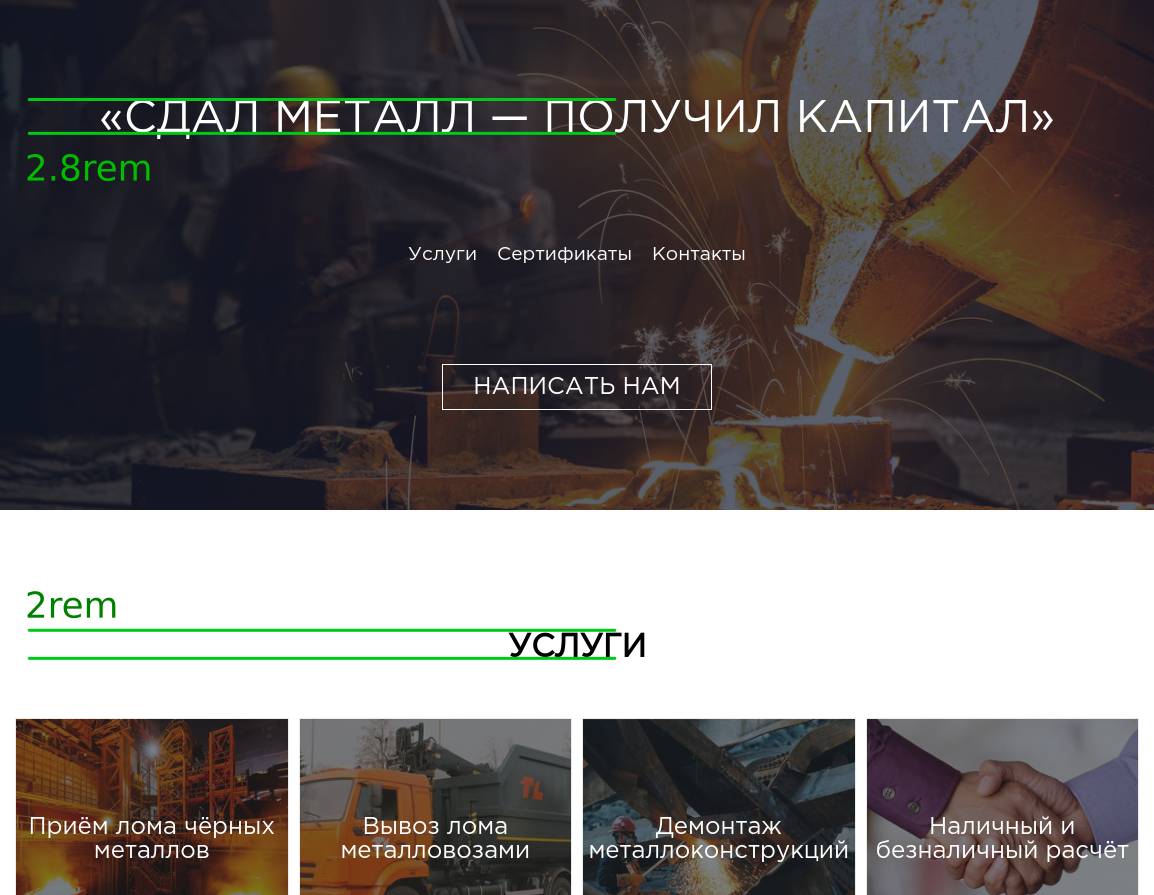 «СДАЛ МЕТАЛЛ — ПОЛУЧИЛ КАПИТАЛ»
2.8rem
Услуги Сертификаты Контакты
НАПИСАТЬ НАМ
2rem
УСЛУГИ
TL
Приём лома чёрных
металлов
Вывоз лома
металловозами
Демонтаж
металлоконструкций
Наличный и
безналичный расчёт